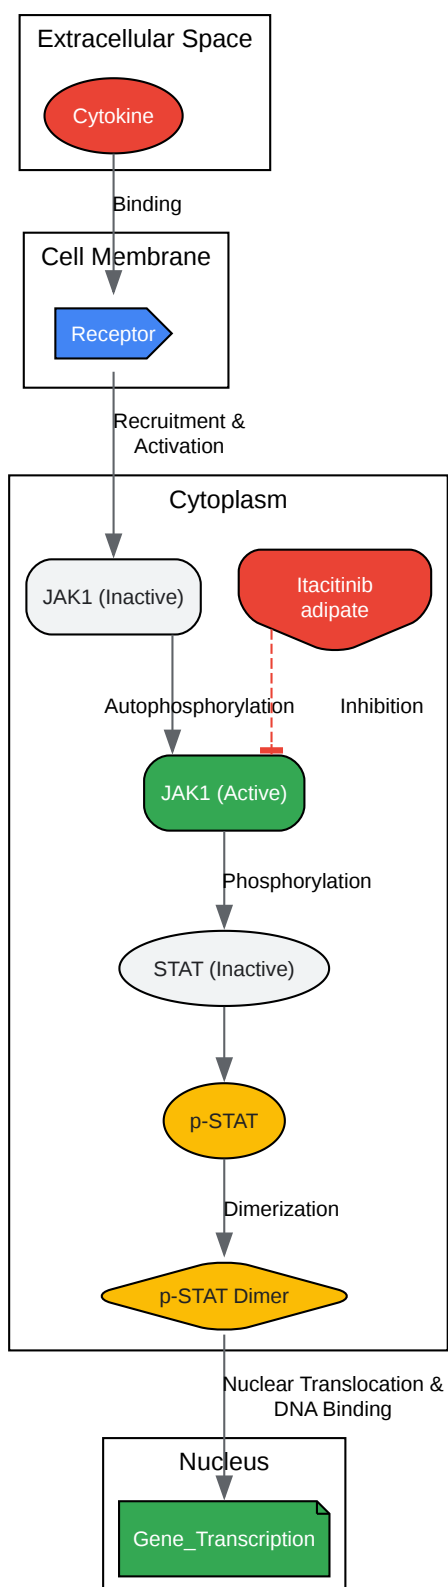 Extracellular Space
Cytokine
Binding
Cell Membrane
Receptor
Recruitment &
Activation
Cytoplasm
JAK1 (Inactive)
Itacitinib
adipate
Autophosphorylation
Inhibition
JAK1 (Active)
Phosphorylation
STAT (Inactive)
p-STAT
Dimerization
p-STAT Dimer
Nuclear Translocation &
DNA Binding
Nucleus
Gene_Transcription